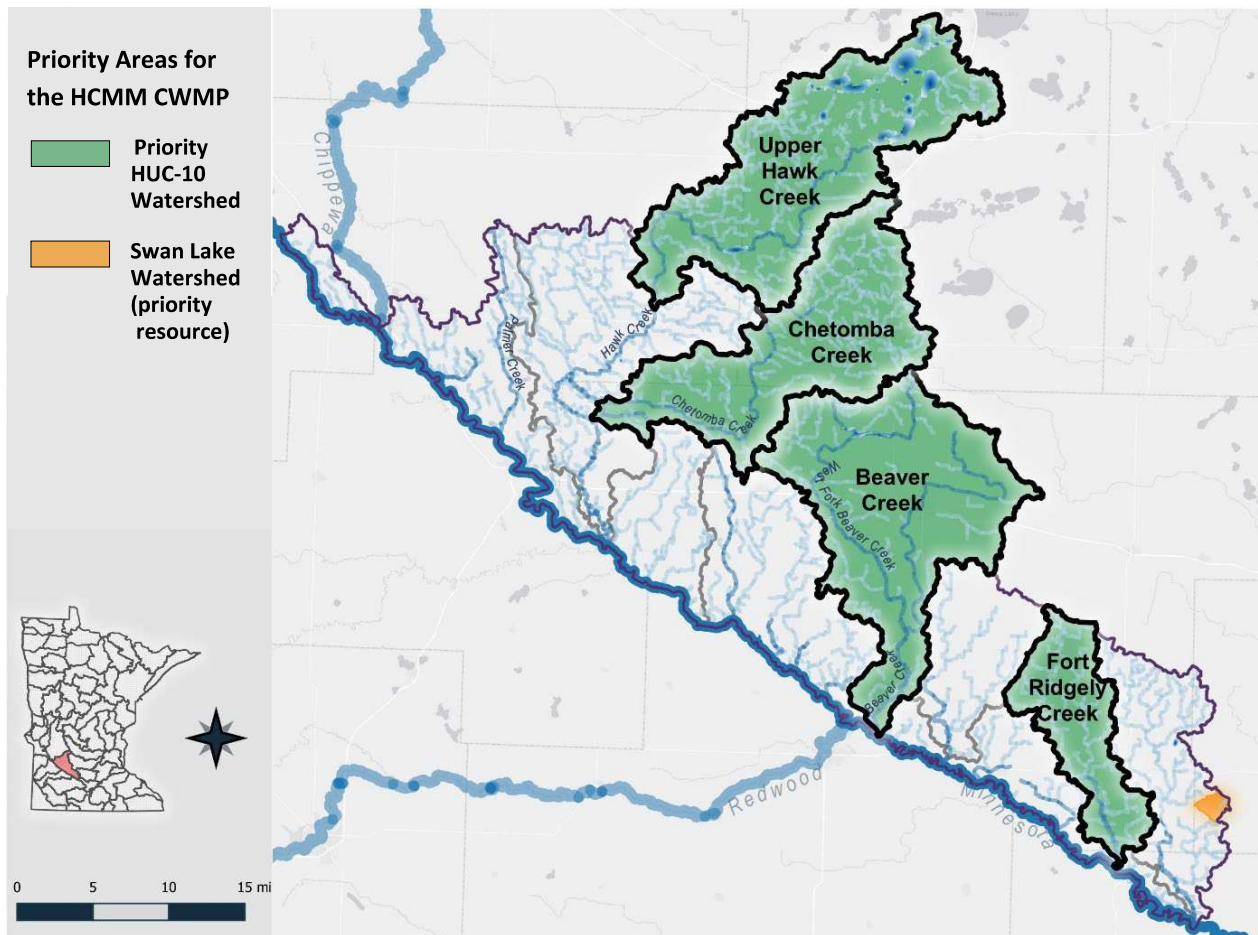 Priority Areas for
the HCMM CWMP
Priority
HUC-10
Watershed
Swan Lake
Watershed
(priority
resource)
0 5 10 15 mi
Chippewa
Upper
Hawk
Creek
Palmer Creek
Hawk Creek
Chetomba
Creek
Chetomba Creek
Beaver
Creek
West Fork Beaver Creek
Beaver Creek
Fort
Ridgely
Creek
Redwood
Minnesota